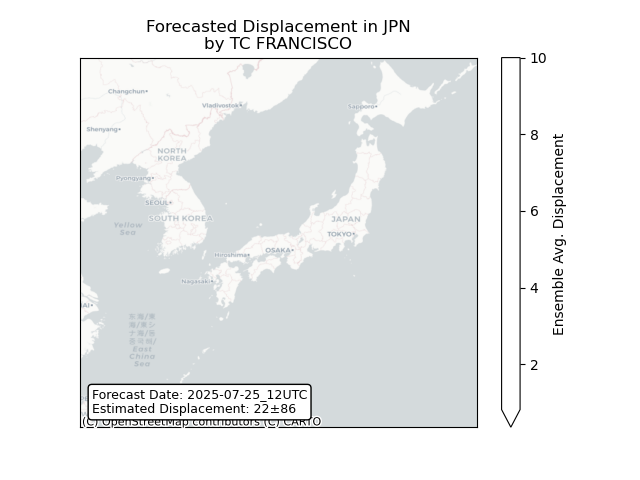 Forecasted Displacement in JPN
by TC FRANCISCO
Changchun
Vladivostok
Sapporo
Shenyang
NORTH
KOREA
Pyongyang
SEOUL
SOUTH KOREA
JAPAN
Yellow
Sea
TOKYO
OSAKA
Hiroshima
Nagasaki
AI
East
China
Sea
Forecast Date: 2025-07-25_12UTC
Estimated Displacement: 22±86
(C) OpenStreetMap contributors (C) CARTO
10
8
6
4
2
Ensemble Avg. Displacement